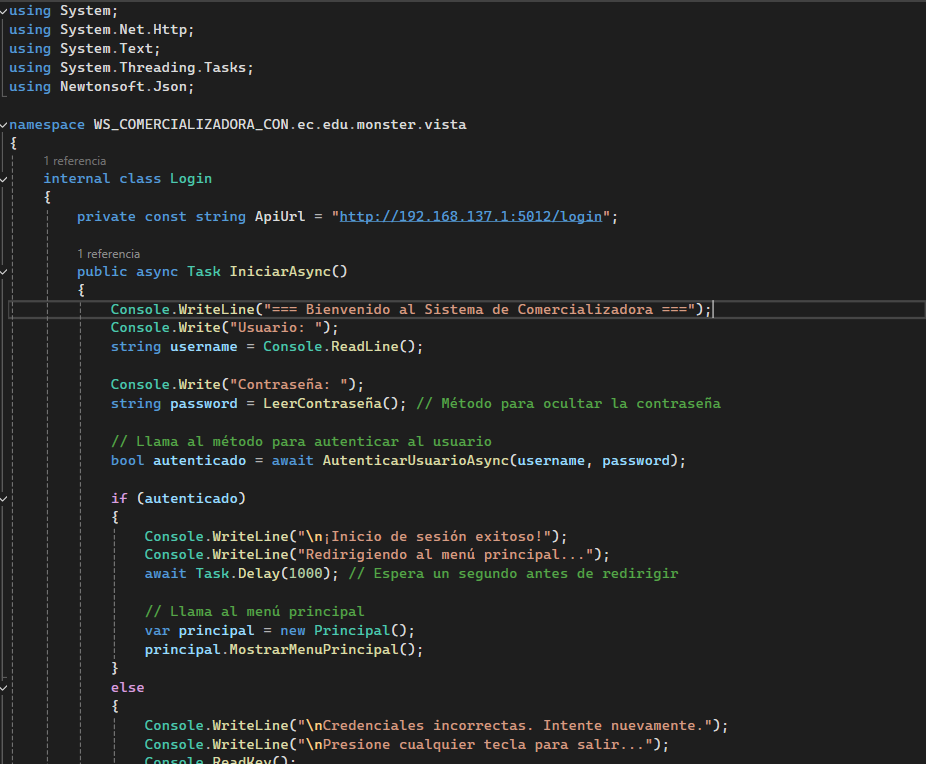 using System;
using System.Net.Http;
using System.Text;
using System.Threading.Tasks;
using Newtonsoft.Json;
namespace WS_COMERCIALIZADORA_CON.ec.edu.monster.vista
{
1 referencia
internal class Login
{
private const string ApiUrl = "http://192.168.137.1:5012/login";
1 referencia
public async Task IniciarAsync()
{
Console.WriteLine("=== Bienvenido al Sistema de Comercializadora ===");
Console.Write("Usuario: ");
string username = Console.ReadLine();
Console.Write("Contraseña: ");
string password = LeerContraseña(); // Método para ocultar la contraseña
// Llama al método para autenticar al usuario
bool autenticado = await AutenticarUsuarioAsync(username, password);
if (autenticado)
{
Console.WriteLine("\n¡Inicio de sesión exitoso!");
Console.WriteLine("Redirigiendo al menú principal...");
await Task.Delay(1000); // Espera un segundo antes de redirigir
// Llama al menú principal
var principal = new Principal();
principal.MostrarMenuPrincipal();
}
else
{
Console.WriteLine("\nCredenciales incorrectas. Intente nuevamente.");
Console.WriteLine("\nPresione cualquier tecla para salir...");
Console.ReadKey();